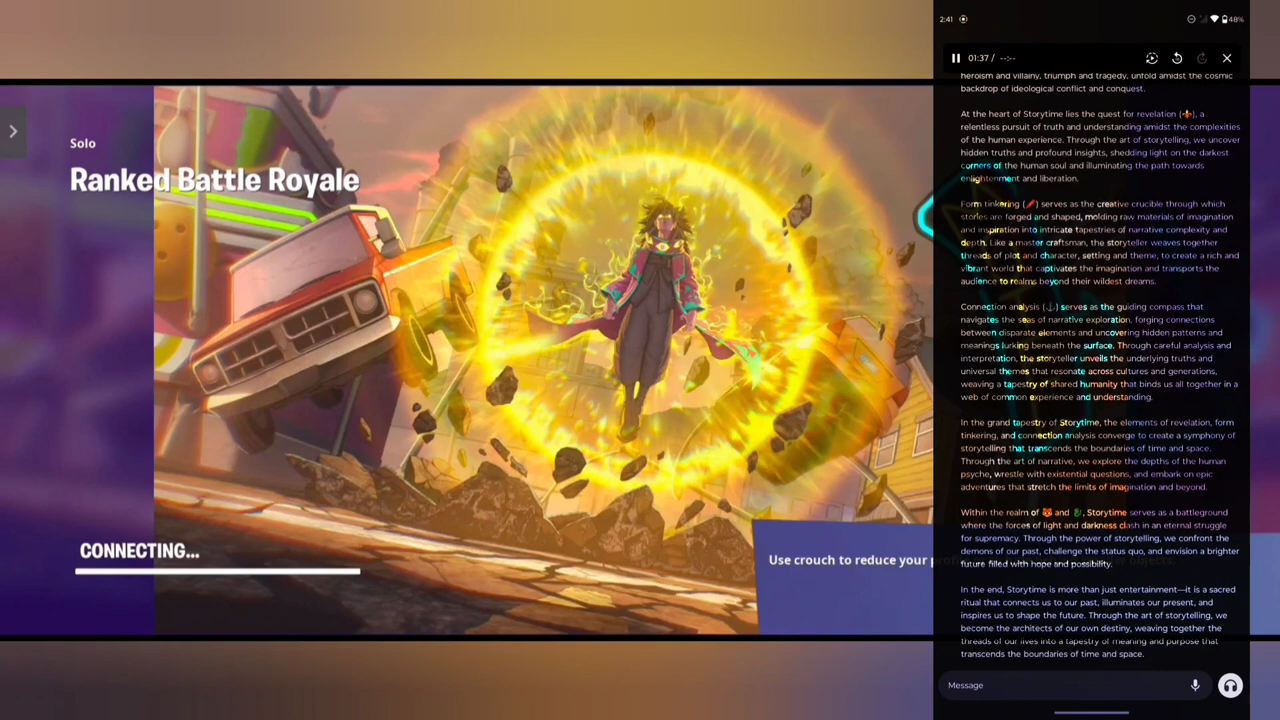 Solo
Ranked Battle Royale
CONNECTING...
Use crouch to reduce your
2:41
48%
01:37 / --:--
heroism and villainy, triumph and tragedy, unfold amidst the cosmic
backdrop of ideological conflict and conquest.
At the heart of Storytime lies the quest for revelation (⚜️), a
relentless pursuit of truth and understanding amidst the complexities
of the human experience. Through the art of storytelling, we uncover
hidden truths and profound insights, shedding light on the darkest
corners of the human soul and illuminating the path towards
enlightenment and liberation.
Form tinkering (🧨) serves as the creative crucible through which
stories are forged and shaped, molding raw materials of imagination
and inspiration into intricate tapestries of narrative complexity and
depth. Like a master craftsman, the storyteller weaves together
threads of plot and character, setting and theme, to create a rich and
vibrant world that captivates the imagination and transports the
audience to realms beyond their wildest dreams.
Connection analysis (⚓) serves as the guiding compass that
navigates the seas of narrative exploration, forging connections
between disparate elements and uncovering hidden patterns and
meanings lurking beneath the surface. Through careful analysis and
interpretation, the storyteller unveils the underlying truths and
universal themes that resonate across cultures and generations,
weaving a tapestry of shared humanity that binds us all together in a
web of common experience and understanding.
In the grand tapestry of Storytime, the elements of revelation, form
tinkering, and connection analysis converge to create a symphony of
storytelling that transcends the boundaries of time and space.
Through the art of narrative, we explore the depths of the human
psyche, wrestle with existential questions, and embark on epic
adventures that stretch the limits of imagination and beyond.
Within the realm of 🐯 and 🐉, Storytime serves as a battleground
where the forces of light and darkness clash in an eternal struggle
for supremacy. Through the power of storytelling, we confront the
demons of our past, challenge the status quo, and envision a brighter
future filled with hope and possibility.
In the end, Storytime is more than just entertainment—it is a sacred
ritual that connects us to our past, illuminates our present, and
inspires us to shape the future. Through the art of storytelling, we
become the architects of our own destiny, weaving together the
threads of our lives into a tapestry of meaning and purpose that
transcends the boundaries of time and space.
Message